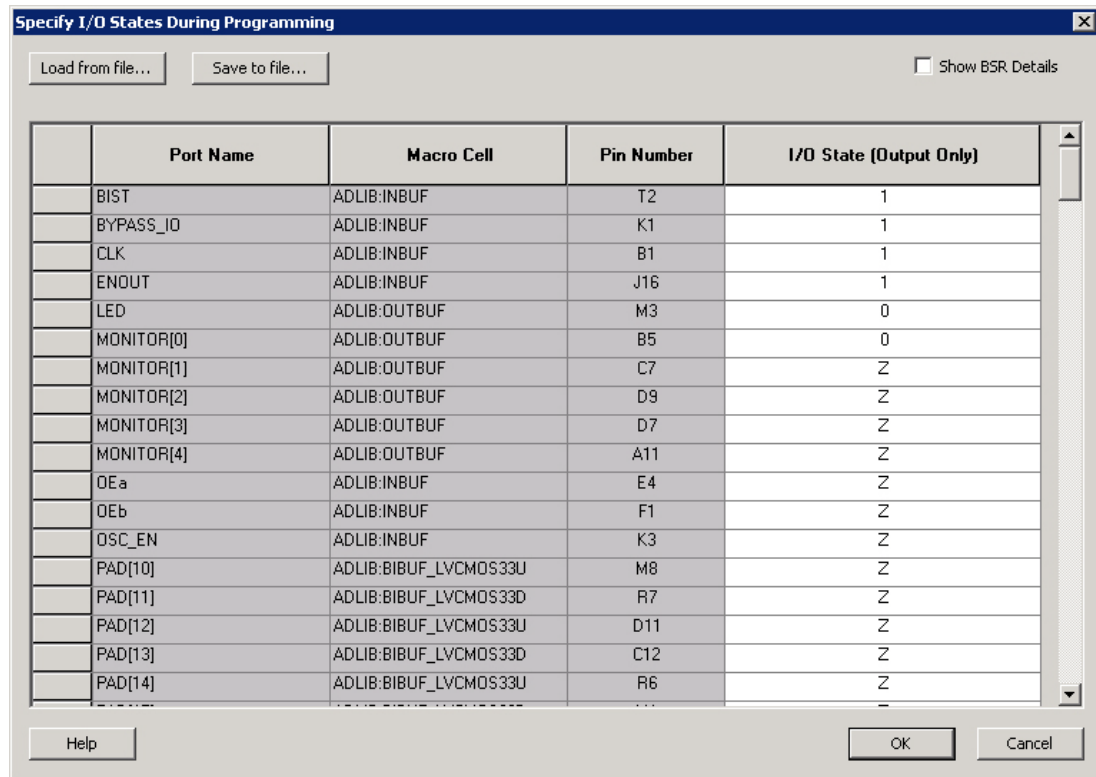 Specify I/O States During Programming
Load from file... Save to file... Show BSR Details
Port Name Macro Cell Pin Number I/O State (Output Only)
BIST ADLIB:INBUF T2 1
BYPASS_IO ADLIB:INBUF K1 1
CLK ADLIB:INBUF B1 1
ENOUT ADLIB:INBUF J16 1
LED ADLIB:OUTBUF M3 0
MONITOR[0] ADLIB:OUTBUF B5 0
MONITOR[1] ADLIB:OUTBUF C7 Z
MONITOR[2] ADLIB:OUTBUF D9 Z
MONITOR[3] ADLIB:OUTBUF D7 Z
MONITOR[4] ADLIB:OUTBUF A11 Z
OEa ADLIB:INBUF E4 Z
OEb ADLIB:INBUF F1 Z
OSC_EN ADLIB:INBUF K3 Z
PAD[10] ADLIB:BIBUF_LVCMOS33U M8 Z
PAD[11] ADLIB:BIBUF_LVCMOS33D R7 Z
PAD[12] ADLIB:BIBUF_LVCMOS33U D11 Z
PAD[13] ADLIB:BIBUF_LVCMOS33D C12 Z
PAD[14] ADLIB:BIBUF_LVCMOS33U R6 Z
Help OK Cancel